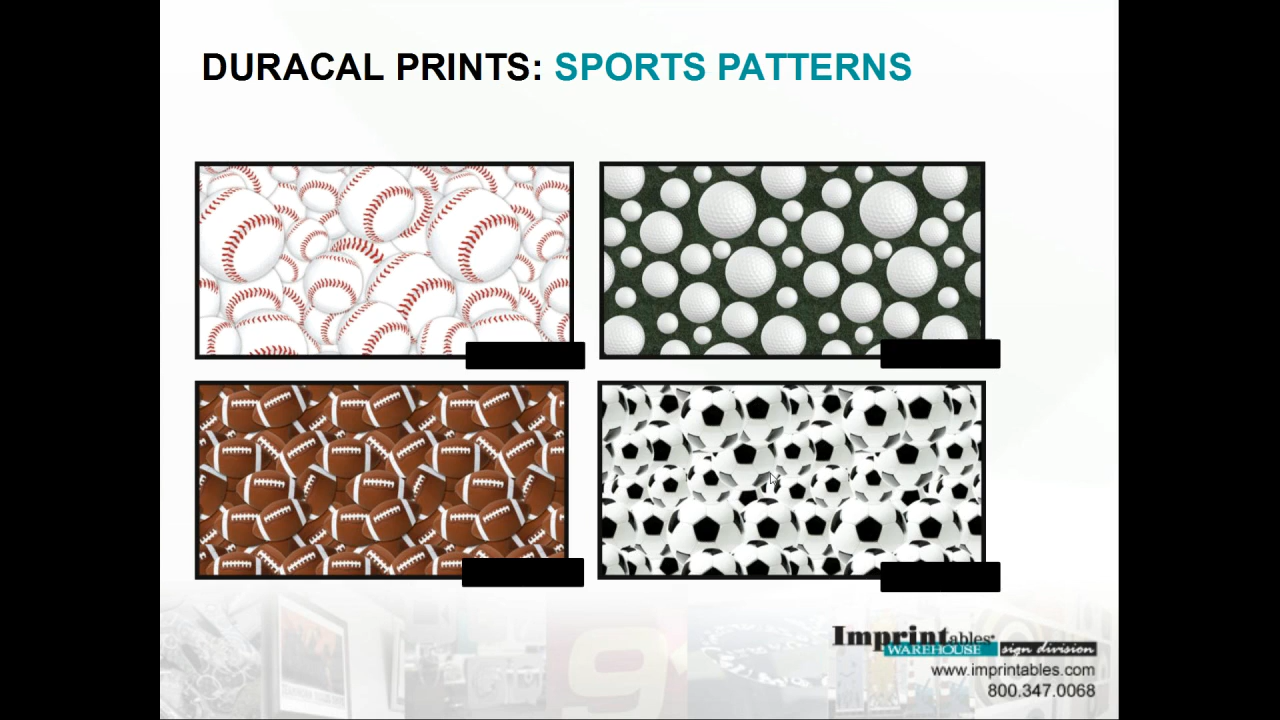 DURACAL PRINTS: SPORTS PATTERNS
Imprintables
WAREHOUSE sign division
www.imprintables.com
800.347.0068